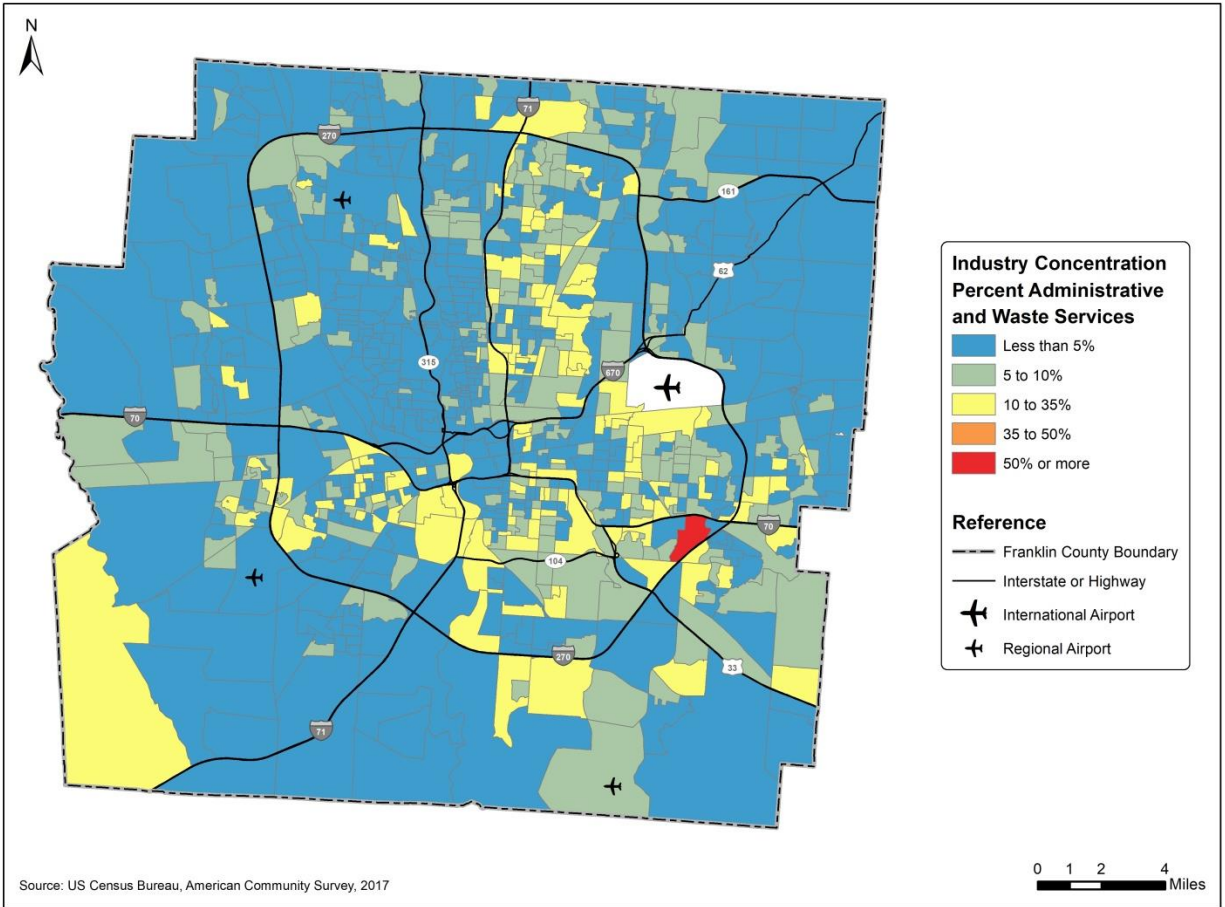 N
71
270
161
62
315
670
70
70
104
33
270
71
Industry Concentration
Percent Administrative
and Waste Services
Less than 5%
5 to 10%
10 to 35%
35 to 50%
50% or more
Reference
Franklin County Boundary
Interstate or Highway
International Airport
Regional Airport
0 1 2 4
Miles
Source: US Census Bureau, American Community Survey, 2017